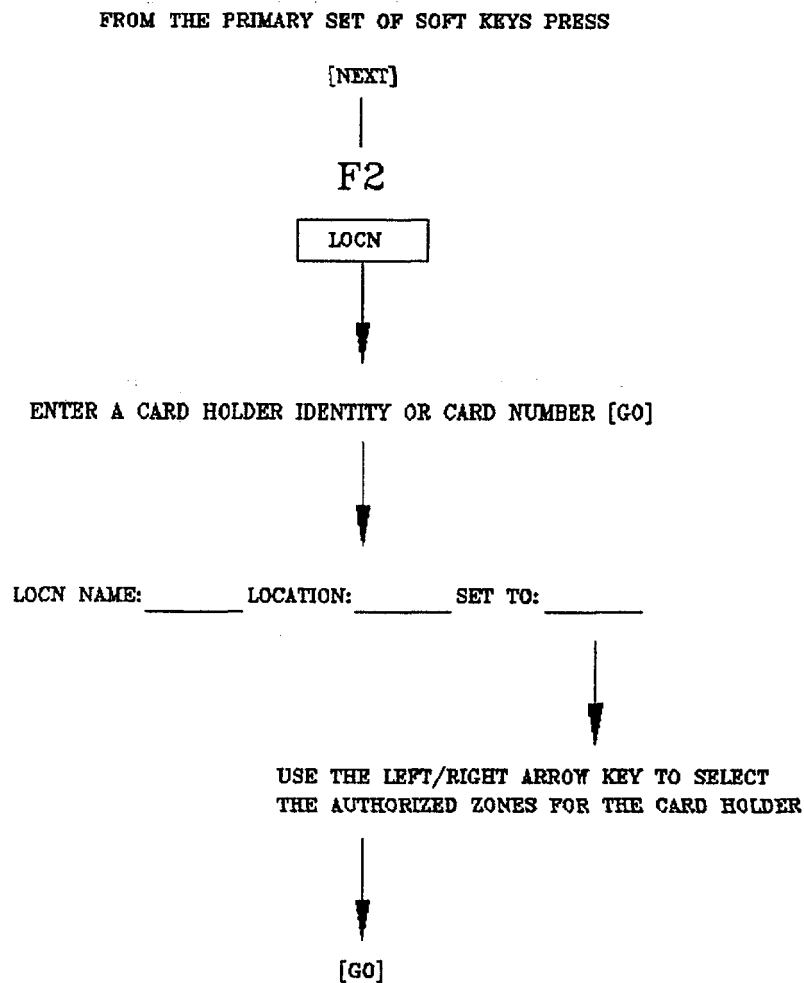 FROM THE PRIMARY SET OF SOFT KEYS PRESS
[NEXT]
F2
LOCN
ENTER A CARD HOLDER IDENTITY OR CARD NUMBER [GO]
LOCN NAME: LOCATION: SET TO:
USE THE LEFT/RIGHT ARROW KEY TO SELECT
THE AUTHORIZED ZONES FOR THE CARD HOLDER
[GO]